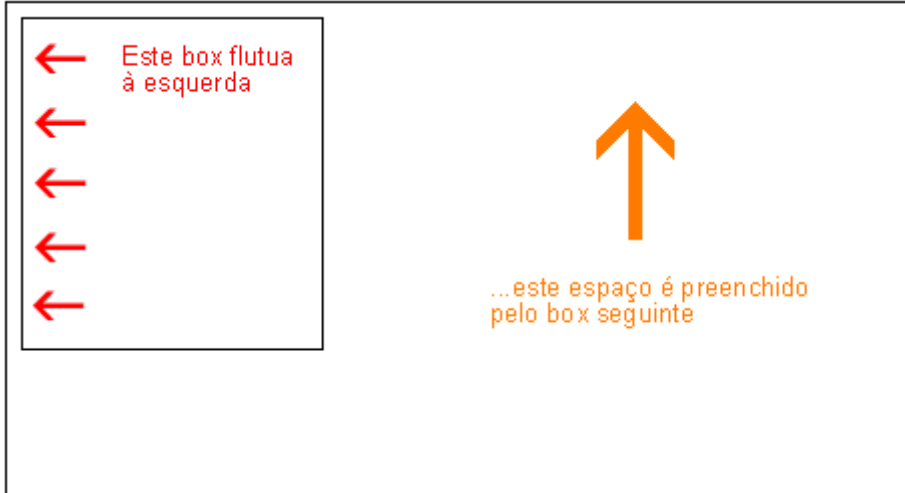 Este box flutua
à esquerda
...este espaço é preenchido
pelo box seguinte